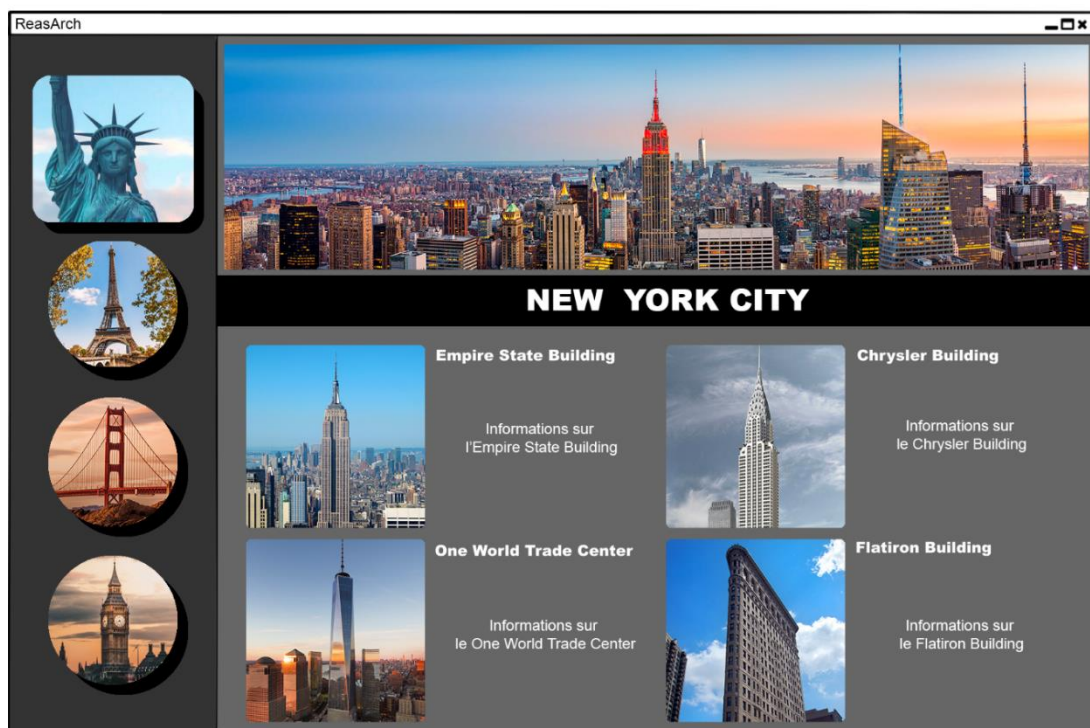 ReasArch
NEW YORK CITY
Empire State Building
Informations sur
l'Empire State Building
Chrysler Building
Informations sur
le Chrysler Building
One World Trade Center
Informations sur
le One World Trade Center
Flatiron Building
Informations sur
le Flatiron Building